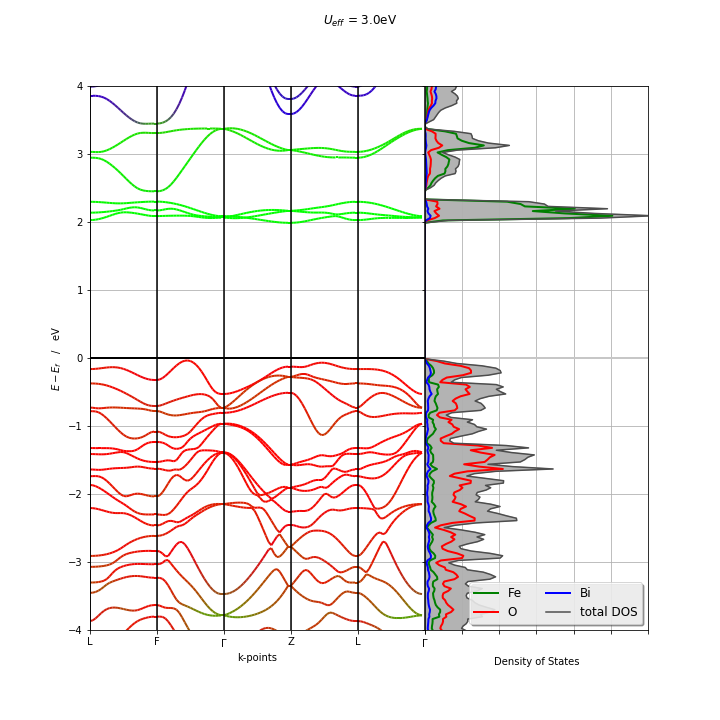 U_eff = 3.0eV
4
3
2
1
0
−1
−2
−3
−4
E − E_f / eV
L F Γ Z L Γ
k-points
Density of States
Fe Bi
O total DOS